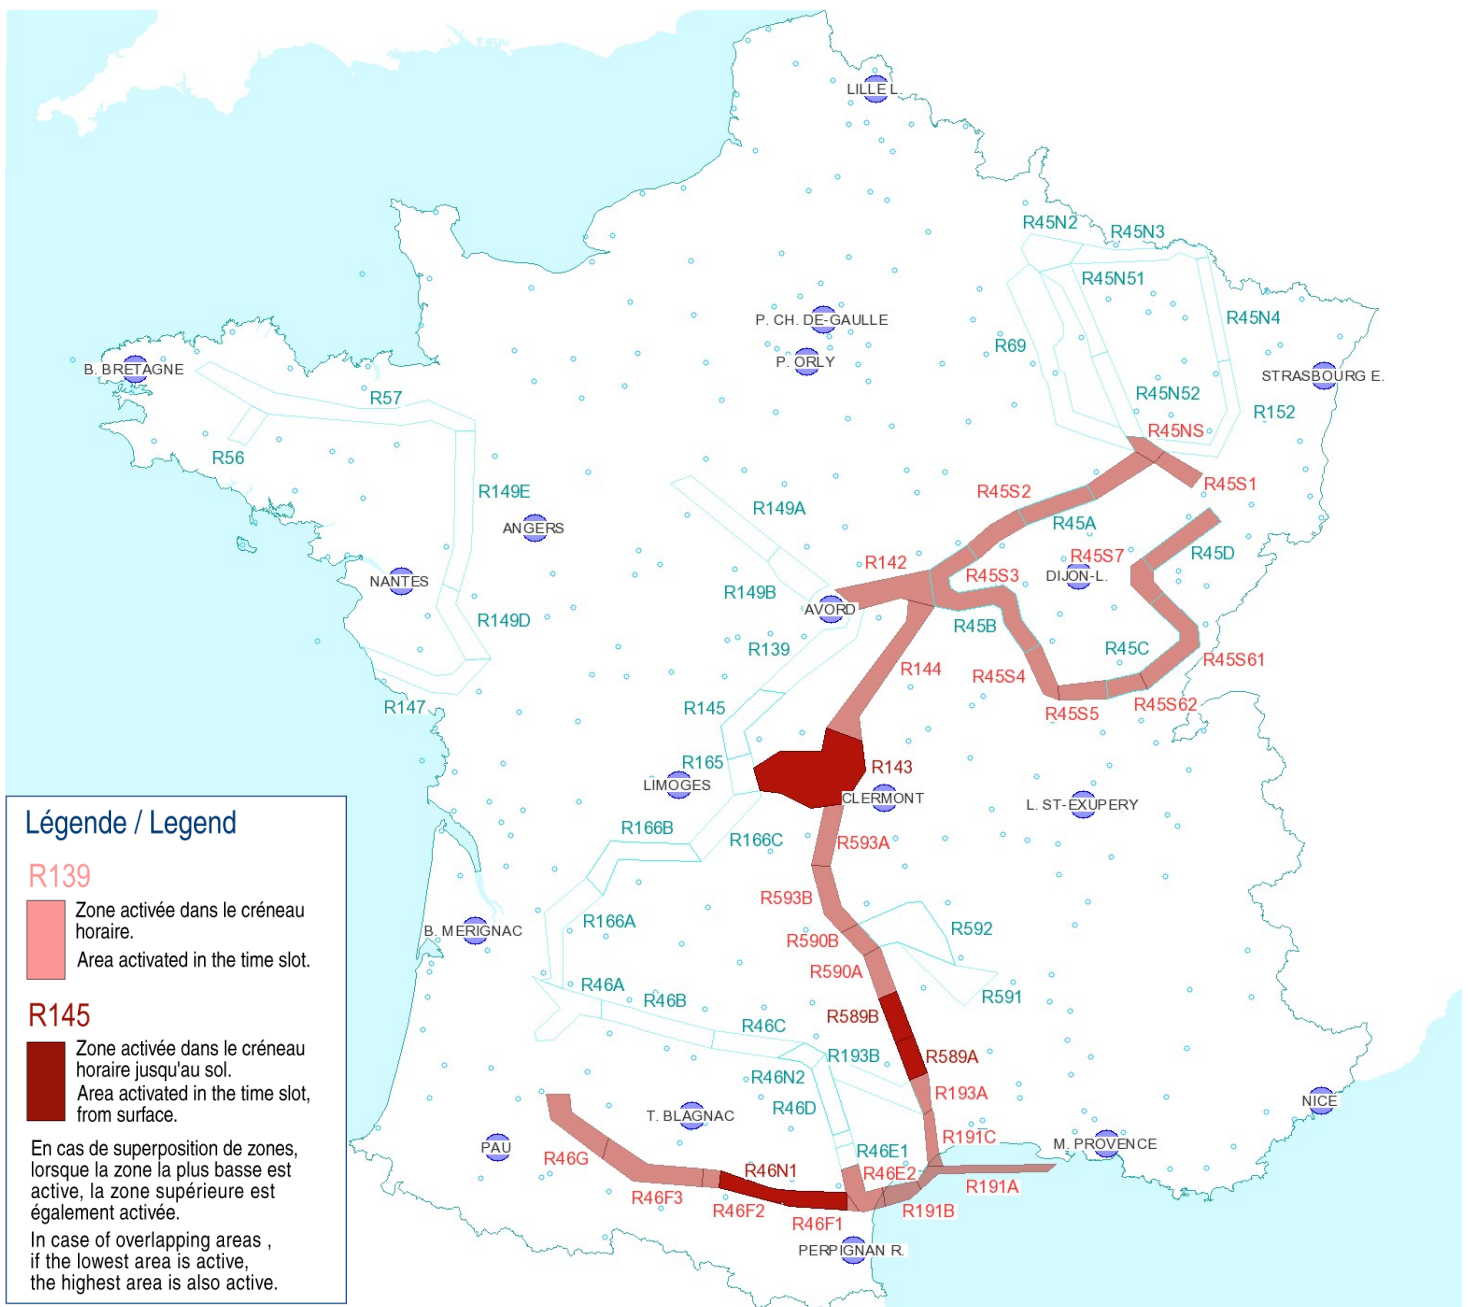 LILLE L.
R45N2
R45N3
R45N51
P. CH. DE-GAULLE
R45N4
R69
P. ORLY
B. BRETAGNE
STRASBOURG E.
R57
R45N52
R152
R45NS
R56
R149E
R45S2
R45S1
R149A
R45A
ANGERS
R142
R45S7
R45D
R45S3
DIJON-L.
NANTES
R149B
AVORD
R149D
R45B
R139
R45C
R45S61
R144
R45S4
R147
R145
R45S5
R45S62
R165
R143
LIMOGES
CLERMONT
L. ST-EXUPERY
R166B
R166C
R593A
R593B
R166A
R592
B. MERIGNAC
R590B
R590A
R46A
R46B
R591
R589B
R46C
R193B
R589A
R46N2
R193A
R46D
T. BLAGNAC
NICE
PAU
R191C
M. PROVENCE
R46G
R46E1
R46N1
R46E2
R191A
R46F3
R46F2
R46F1
R191B
PERPIGNAN R.
Légende / Legend
R139
Zone activée dans le créneau
horaire.
Area activated in the time slot.
R145
Zone activée dans le créneau
horaire jusqu'au sol.
Area activated in the time slot,
from surface.
En cas de superposition de zones,
lorsque la zone la plus basse est
active, la zone supérieure est
également activée.
In case of overlapping areas ,
if the lowest area is active,
the highest area is also active.